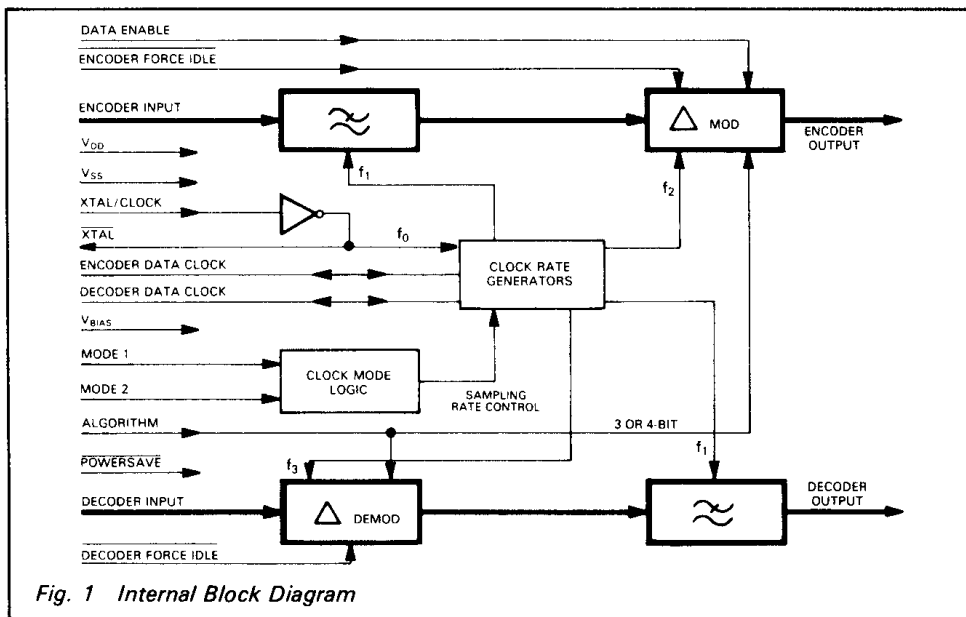 DATA ENABLE
ENCODER FORCE IDLE
ENCODER INPUT
Δ MOD
ENCODER
OUTPUT
VDD
VSS
f1
f2
XTAL/CLOCK
XTAL
f0
CLOCK RATE
GENERATORS
ENCODER DATA CLOCK
DECODER DATA CLOCK
VBIAS
MODE 1
CLOCK MODE
LOGIC
MODE 2
SAMPLING
RATE CONTROL
ALGORITHM
3 OR 4-BIT
f3
f1
POWERSAVE
DECODER INPUT
Δ DEMOD
DECODER
OUTPUT
DECODER FORCE IDLE
Fig. 1 Internal Block Diagram